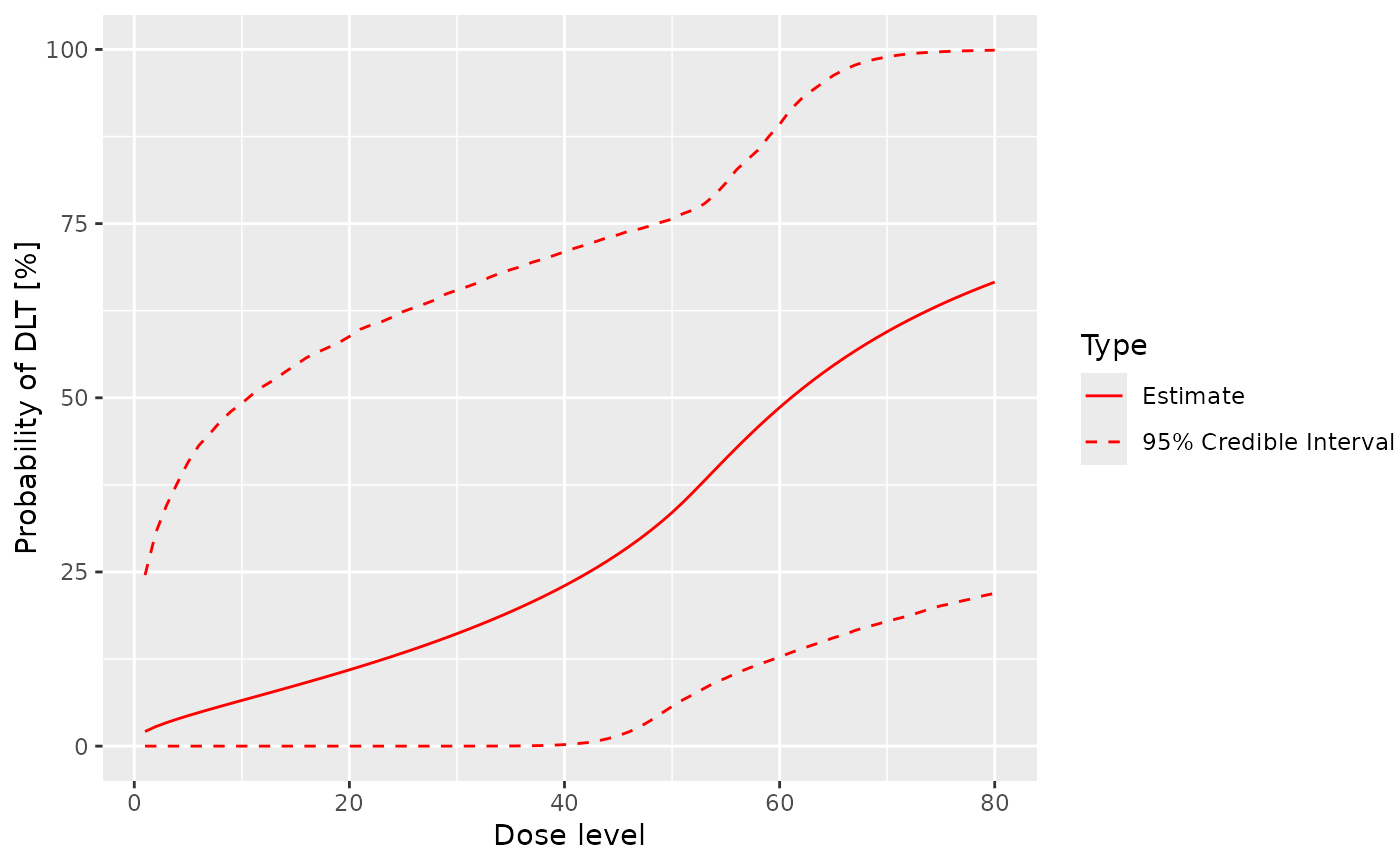 Probability of DLT [%]
100
75
50
25
0
0 20 40 60 80
Dose level
Type
Estimate
95% Credible Interval